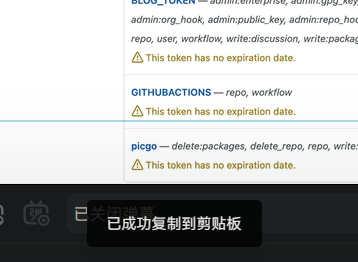 BLOG_TOKEN — admin:enterprise, admin:gpg_key,
admin:org_hook, admin:public_key, admin:repo_hoo
repo, user, workflow, write:discussion, write:packa
This token has no expiration date.
GITHUBACTIONS — repo, workflow
This token has no expiration date.
picgo — delete:packages, delete_repo, repo, write:
This token has no expiration date.
弹
已关闭弹幕
已成功复制到剪贴板